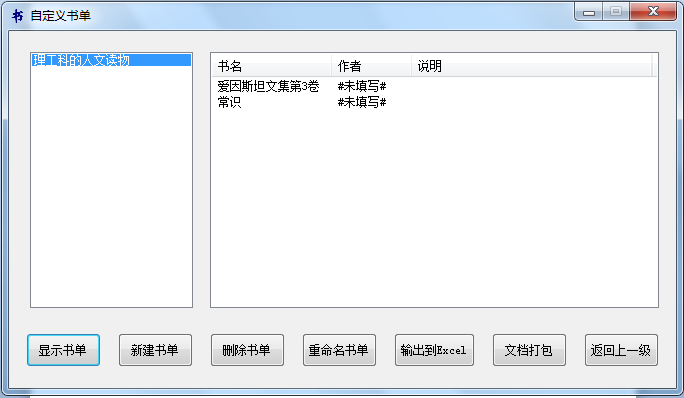 书 自定义书单
理工科的人文读物
书名 作者 说明
爱因斯坦文集第3卷 #未填写#
常识 #未填写#
显示书单 新建书单 删除书单 重命名书单 输出到Excel 文档打包 返回上一级